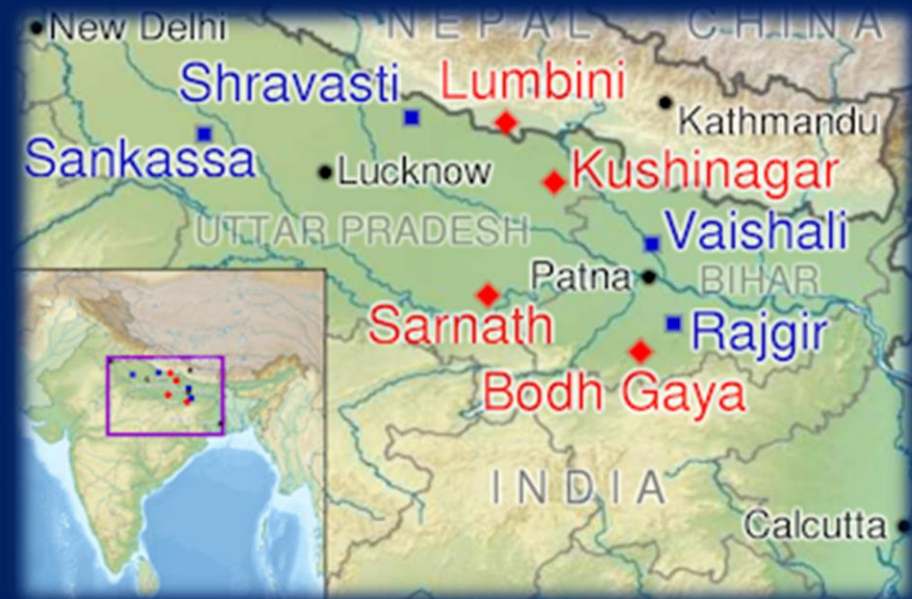 New Delhi
NEPAL
CHINA
Shravasti
Lumbini
Kathmandu
Sankassa
Lucknow
Kushinagar
UTTAR PRADESH
Vaishali
Patna
BIHAR
Sarnath
Rajgir
Bodh Gaya
INDIA
Calcutta